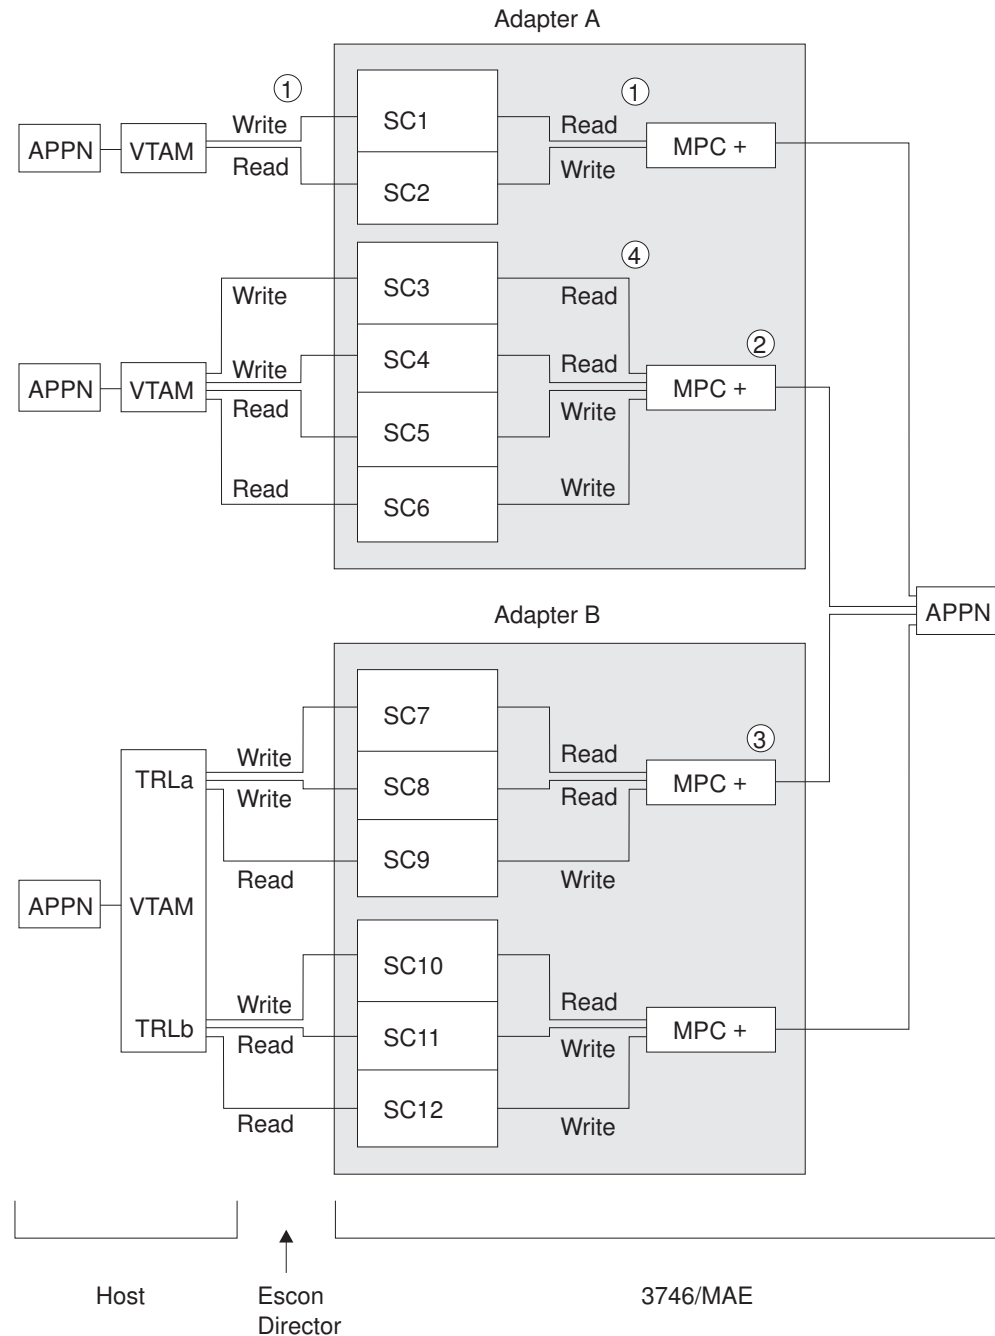 Adapter A
1
1
Write
SC1
Read
APPN
VTAM
MPC +
Read
SC2
Write
4
Write
SC3
Read
2
Write
SC4
Read
APPN
VTAM
MPC +
Read
SC5
Write
Read
SC6
Write
APPN
Adapter B
SC7
3
Write
Read
TRLa
SC8
MPC +
Write
Read
SC9
Read
Write
APPN
VTAM
SC10
Write
Read
TRLb
SC11
MPC +
Read
Write
SC12
Read
Write
Host
Escon
Director
3746/MAE